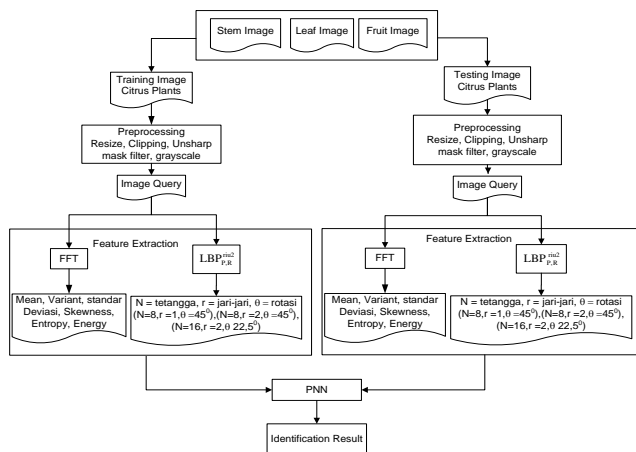 Stem Image
Leaf Image
Fruit Image
Training Image
Citrus Plants
Testing Image
Citrus Plants
Preprocessing
Resize, Clipping, Unsharp
mask filter, grayscale
Preprocessing
Resize, Clipping, Unsharp
mask filter, grayscale
Image Query
Image Query
Feature Extraction
FFT
LBP_{P,R}^{riu2}
Mean, Variant, standar
Deviasi, Skewness,
Entropy, Energy
N = tetangga, r = jari-jari, θ = rotasi
(N=8,r =1,θ =45⁰),(N=8,r =2,θ =45⁰),
(N=16,r =2,θ 22,5⁰)
Feature Extraction
FFT
LBP_{P,R}^{riu2}
Mean, Variant, standar
Deviasi, Skewness,
Entropy, Energy
N = tetangga, r = jari-jari, θ = rotasi
(N=8,r =1,θ =45⁰),(N=8,r =2,θ =45⁰),
(N=16,r =2,θ 22,5⁰)
PNN
Identification Result